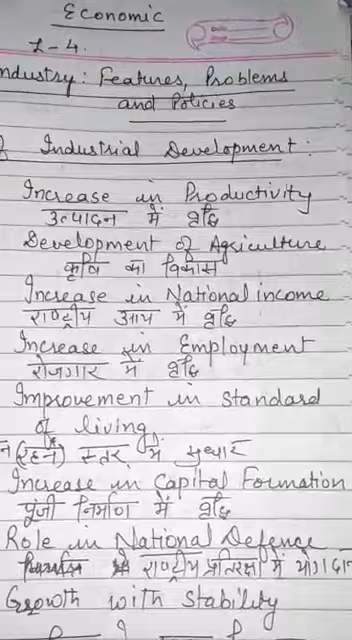 Economic
L-4.
ndustry: Features, Problems
and Policies
Industrial Development:
Increase in Productivity
उत्पादन में वृद्धि
Development of Agriculture
कृषि का विकास
Increase in National income
राष्ट्रीय आय में वृद्धि
Increase in Employment
रोजगार में वृद्धि
Improvement in standard
of living
(रहन) स्तर में सुधार
Increase in Capital Formation
पूंजी निर्माण में वृद्धि
Role in National Defence
राष्ट्रीय प्रतिरक्षा में योगदान
Growth with stability